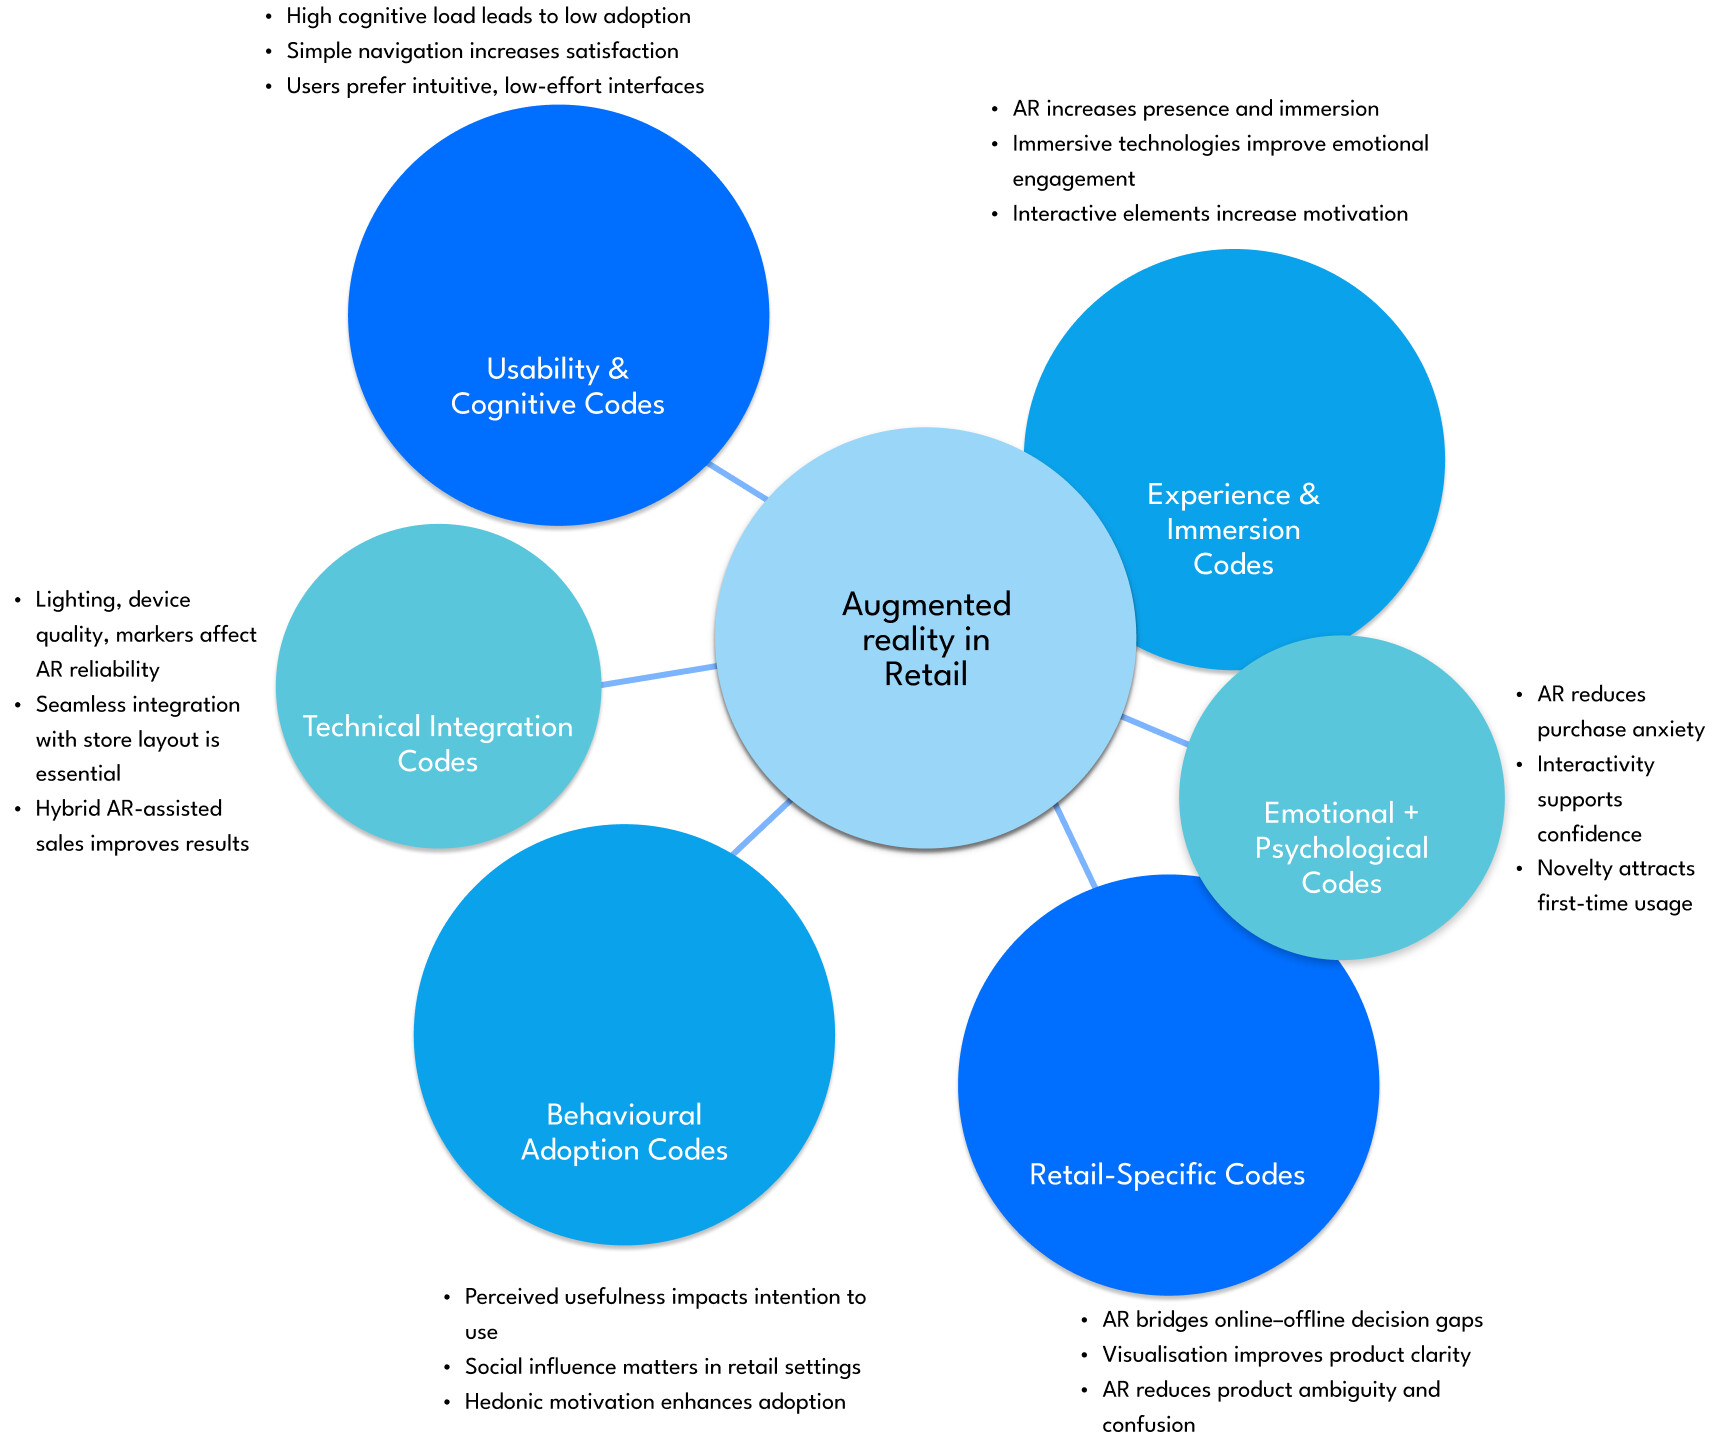 • High cognitive load leads to low adoption
• Simple navigation increases satisfaction
• Users prefer intuitive, low-effort interfaces
Usability &
Cognitive Codes
• AR increases presence and immersion
• Immersive technologies improve emotional
engagement
• Interactive elements increase motivation
Experience &
Immersion
Codes
Augmented
reality in
Retail
• Lighting, device
quality, markers affect
AR reliability
• Seamless integration
with store layout is
essential
• Hybrid AR-assisted
sales improves results
Technical Integration
Codes
Emotional +
Psychological
Codes
• AR reduces
purchase anxiety
• Interactivity
supports
confidence
• Novelty attracts
first-time usage
Behavioural
Adoption Codes
• Perceived usefulness impacts intention to
use
• Social influence matters in retail settings
• Hedonic motivation enhances adoption
Retail-Specific Codes
• AR bridges online–offline decision gaps
• Visualisation improves product clarity
• AR reduces product ambiguity and
confusion